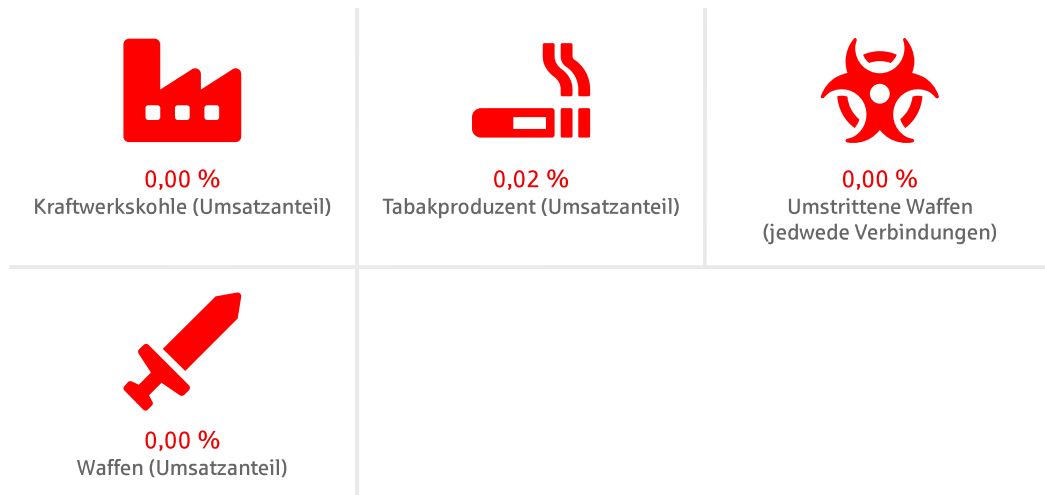 0,00 %
Kraftwerkskohle (Umsatzanteil)
0,02 %
Tabakproduzent (Umsatzanteil)
0,00 %
Umstrittene Waffen
(jedwede Verbindungen)
0,00 %
Waffen (Umsatzanteil)